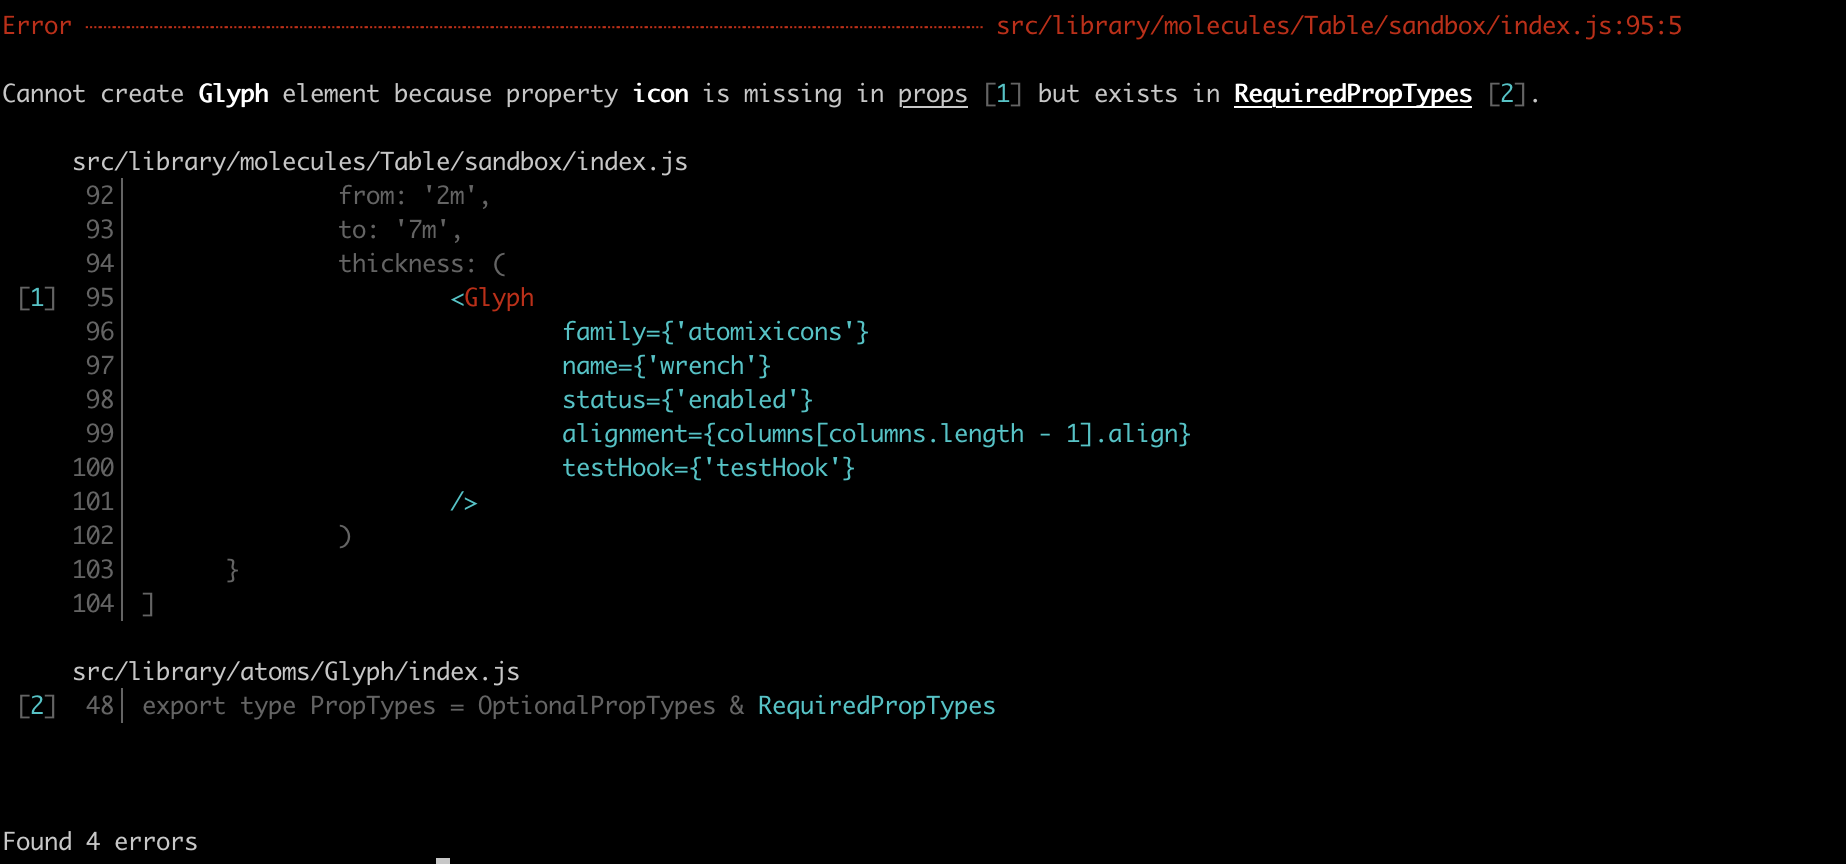 Error ┈┈┈┈┈┈┈┈┈┈┈┈┈┈┈┈┈┈┈┈┈┈┈┈┈┈┈┈┈┈┈┈┈┈┈┈┈┈┈┈┈┈┈┈┈┈┈┈┈┈┈┈┈┈┈┈┈┈┈┈┈┈┈┈ src/library/molecules/Table/sandbox/index.js:95:5
Cannot create Glyph element because property icon is missing in props [1] but exists in RequiredPropTypes [2].
src/library/molecules/Table/sandbox/index.js
92│ from: '2m',
93│ to: '7m',
94│ thickness: (
[1] 95│ <Glyph
96│ family={'atomixicons'}
97│ name={'wrench'}
98│ status={'enabled'}
99│ alignment={columns[columns.length - 1].align}
100│ testHook={'testHook'}
101│ />
102│ )
103│ }
104│ ]
src/library/atoms/Glyph/index.js
[2] 48│ export type PropTypes = OptionalPropTypes & RequiredPropTypes
Found 4 errors